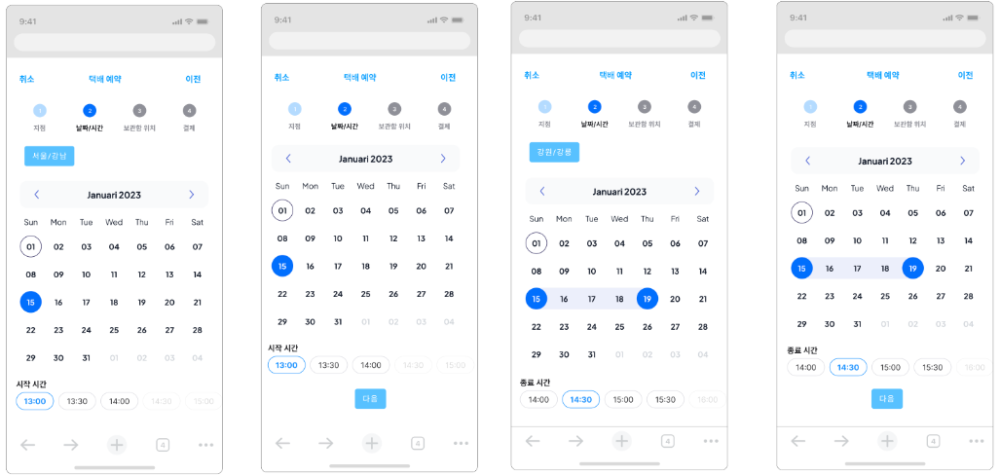 9:41
취소 택배 예약 이전
1 2 3 4
지점 날짜/시간 보관함 위치 결제
서울/강남
Januari 2023
Sun Mon Tue Wed Thu Fri Sat
01 02 03 04 05 06 07
08 09 10 11 12 13 14
15 16 17 18 19 20 21
22 23 24 25 26 27 28
29 30 31 01 02 03 04
시작 시간
13:00 13:30 14:00 14:30 15:00
4
9:41
취소 택배 예약 이전
1 2 3 4
지점 날짜/시간 보관함 위치 결제
Januari 2023
Sun Mon Tue Wed Thu Fri Sat
01 02 03 04 05 06 07
08 09 10 11 12 13 14
15 16 17 18 19 20 21
22 23 24 25 26 27 28
29 30 31 01 02 03 04
시작 시간
13:00 13:30 14:00 14:30 15:00
다음
4
9:41
취소 택배 예약 이전
1 2 3 4
지점 날짜/시간 보관함 위치 결제
강원/강릉
Januari 2023
Sun Mon Tue Wed Thu Fri Sat
01 02 03 04 05 06 07
08 09 10 11 12 13 14
15 16 17 18 19 20 21
22 23 24 25 26 27 28
29 30 31 01 02 03 04
종료 시간
14:00 14:30 15:00 15:30 16:00
4
9:41
취소 택배 예약 이전
1 2 3 4
지점 날짜/시간 보관함 위치 결제
Januari 2023
Sun Mon Tue Wed Thu Fri Sat
01 02 03 04 05 06 07
08 09 10 11 12 13 14
15 16 17 18 19 20 21
22 23 24 25 26 27 28
29 30 31 01 02 03 04
종료 시간
14:00 14:30 15:00 15:30 16:00
다음
4